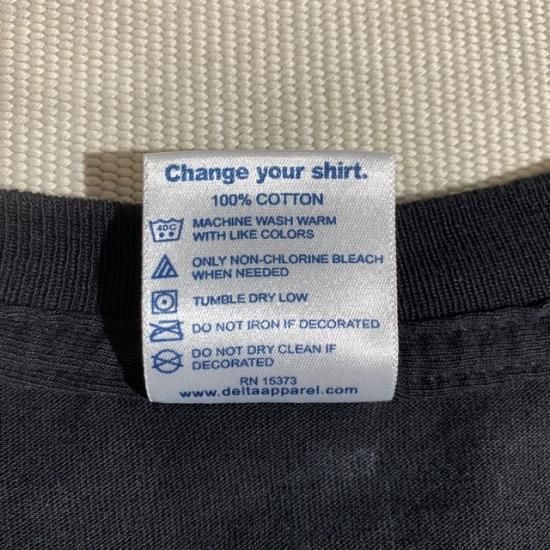 Change your shirt.
100% COTTON
40C
MACHINE WASH WARM
WITH LIKE COLORS
ONLY NON-CHLORINE BLEACH
WHEN NEEDED
TUMBLE DRY LOW
DO NOT IRON IF DECORATED
DO NOT DRY CLEAN IF
DECORATED
RN 15373
www.deltaapparel.com